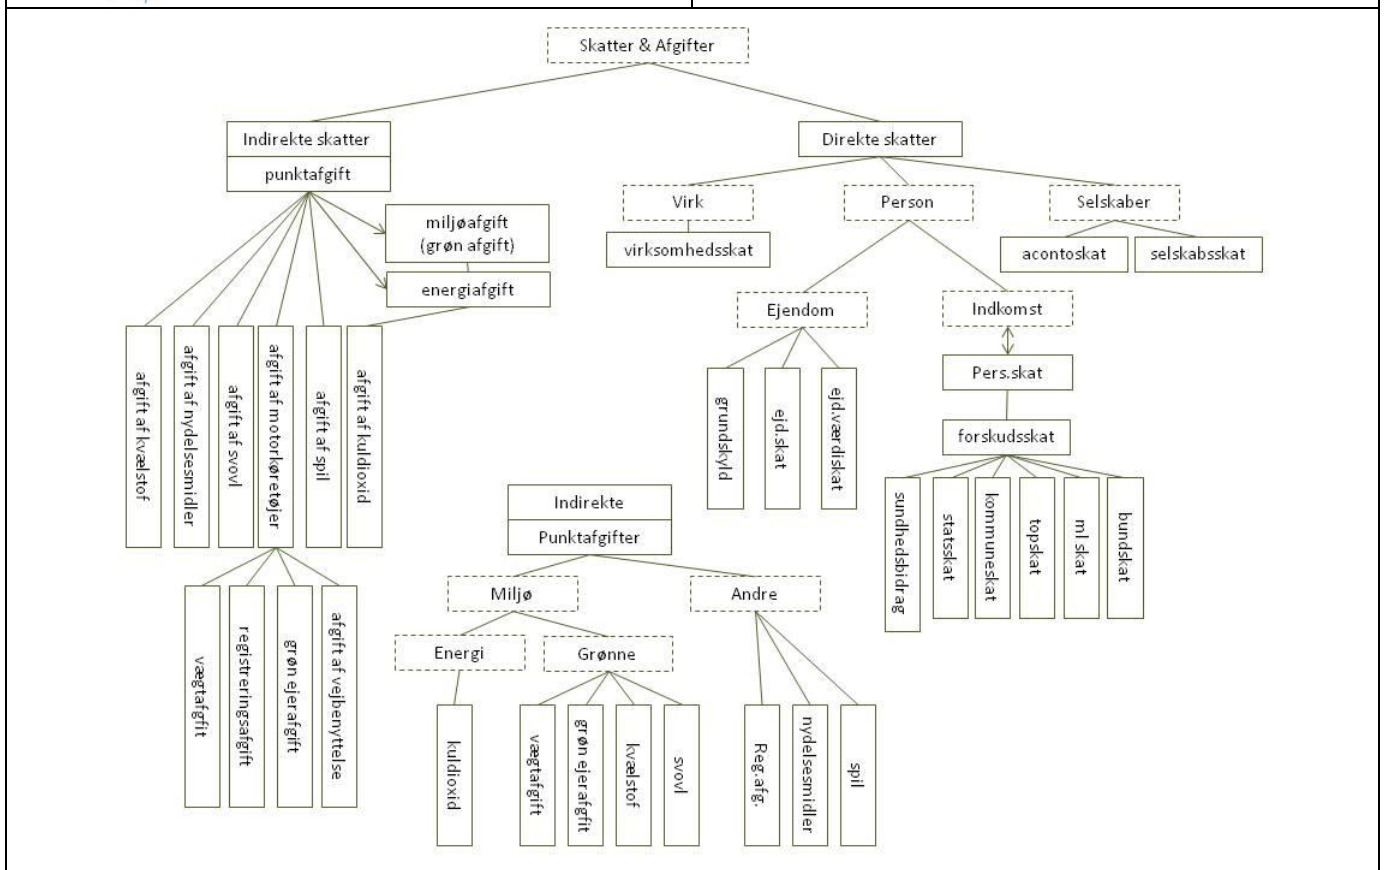 Skatter & Afgifter
Indirekte skatter
punktafgift
Direkte skatter
Virk
Person
Selskaber
miljøafgift
(grøn afgift)
virksomhedsskat
acontoskat
selskabsskat
energiafgift
Ejendom
Indkomst
afgift af kvælstof
afgift af nydelsesmidler
afgift af svovl
afgift af motorkøretøjer
afgift af spil
afgift af kuldioxid
Pers.skat
grundskyld
ejd.skat
ejd.værdiskat
forskudsskat
sundhedsbidrag
statsskat
kommuneskat
topskat
ml skat
bundskat
Indirekte
Punktafgifter
vægtafgfit
registreringsafgift
grøn ejerafgift
afgift af vejbenyttelse
Miljø
Andre
Energi
Grønne
kuldioxid
vægtafgift
grøn ejerafgfit
kvælstof
svovl
Reg.afg.
nydelsesmidler
spil